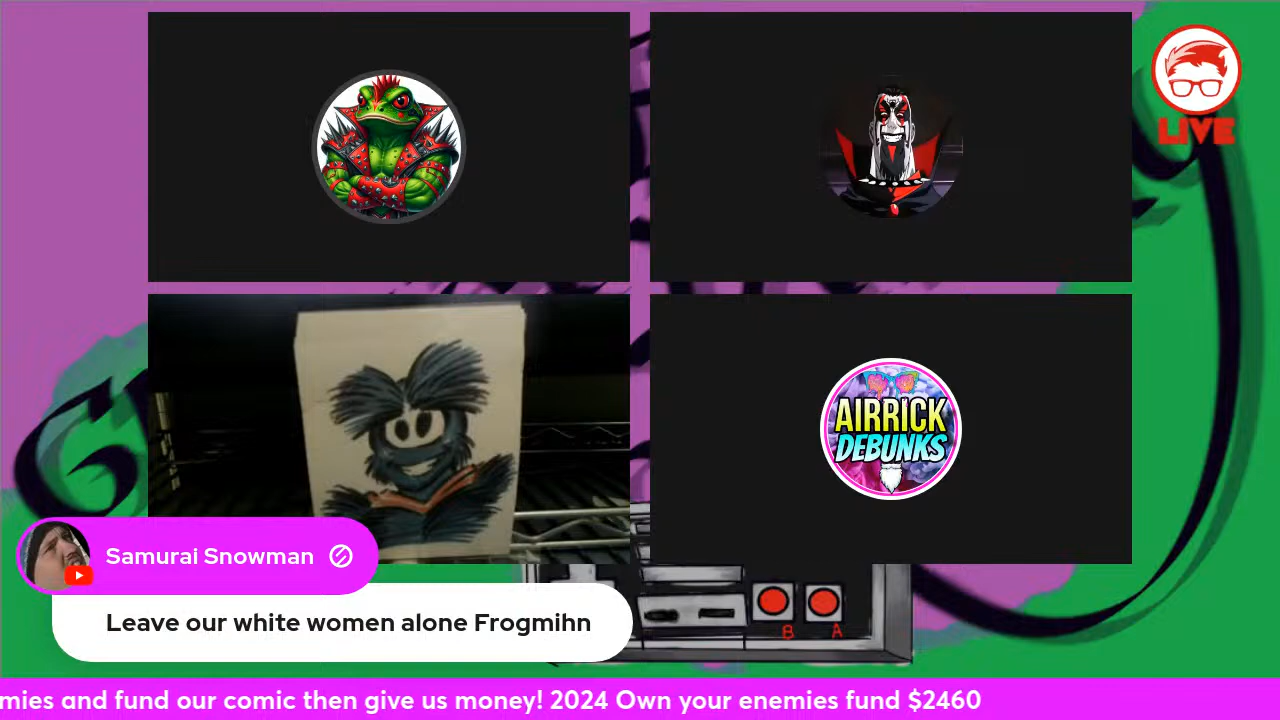 LIVE
AIRRICK
DEBUNKS
Samurai Snowman
Leave our white women alone Frogmihn
B A
mies and fund our comic then give us money! 2024 Own your enemies fund $2460